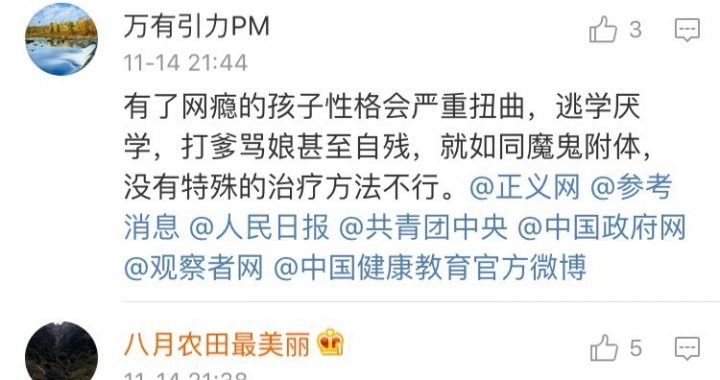 万有引力PM
3
11-14 21:44
有了网瘾的孩子性格会严重扭曲，逃学厌
学，打爹骂娘甚至自残，就如同魔鬼附体，
没有特殊的治疗方法不行。@正义网 @参考
消息 @人民日报 @共青团中央 @中国政府网
@观察者网 @中国健康教育官方微博
八月农田最美丽
5
11-14 21:38